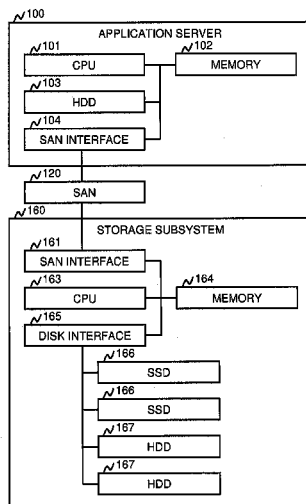 100
APPLICATION SERVER
101
CPU
102
MEMORY
103
HDD
104
SAN INTERFACE
120
SAN
160
STORAGE SUBSYSTEM
161
SAN INTERFACE
163
CPU
164
MEMORY
165
DISK INTERFACE
166
SSD
166
SSD
167
HDD
167
HDD